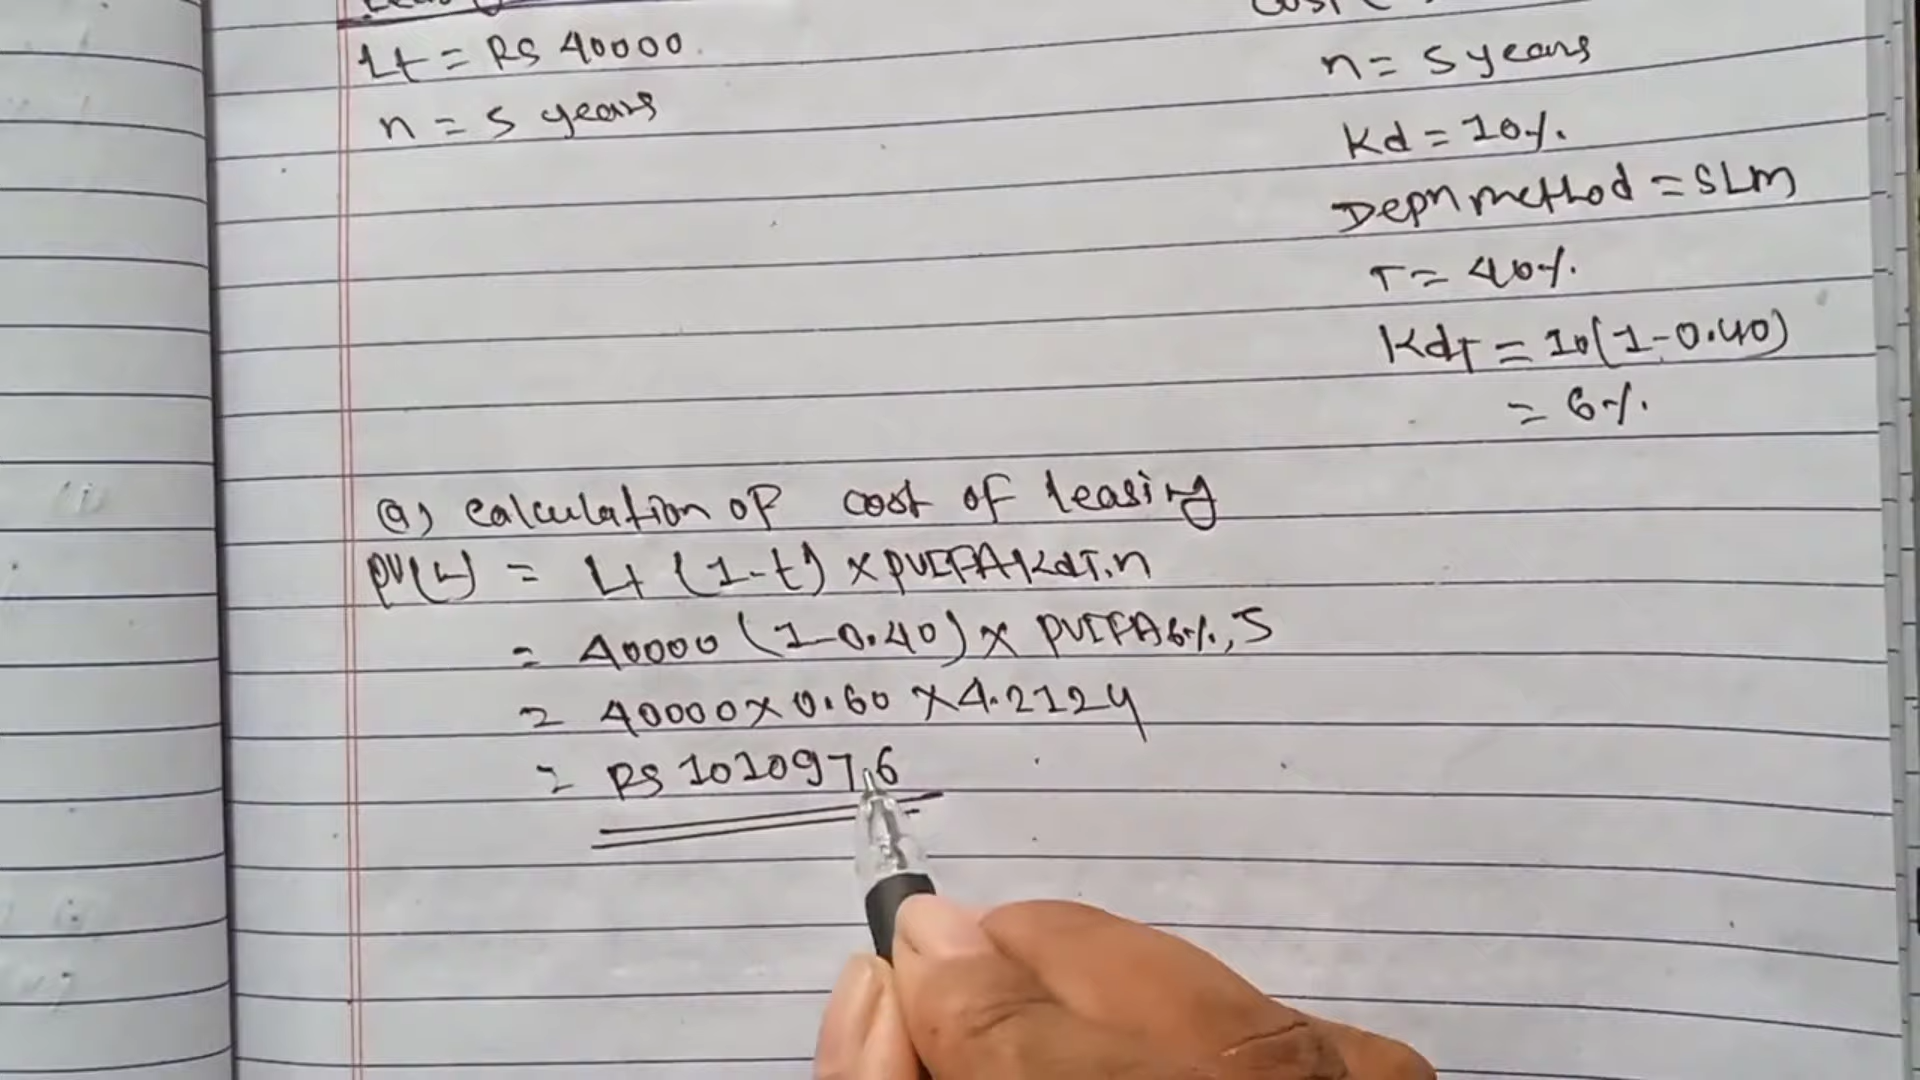 Lt = RS 40000
n = 5 years
n = 5 years
Kd = 10%
Depn method = SLM
T = 40%
KdT = 10(1-0.40)
= 6%
a) calculation of cost of leasing
PV(L) = Lt (1-t) × PVIFA KdT,n
= 40000 (1-0.40) × PVIFA 6%, 5
= 40000 × 0.60 × 4.2124
= RS 101097.6